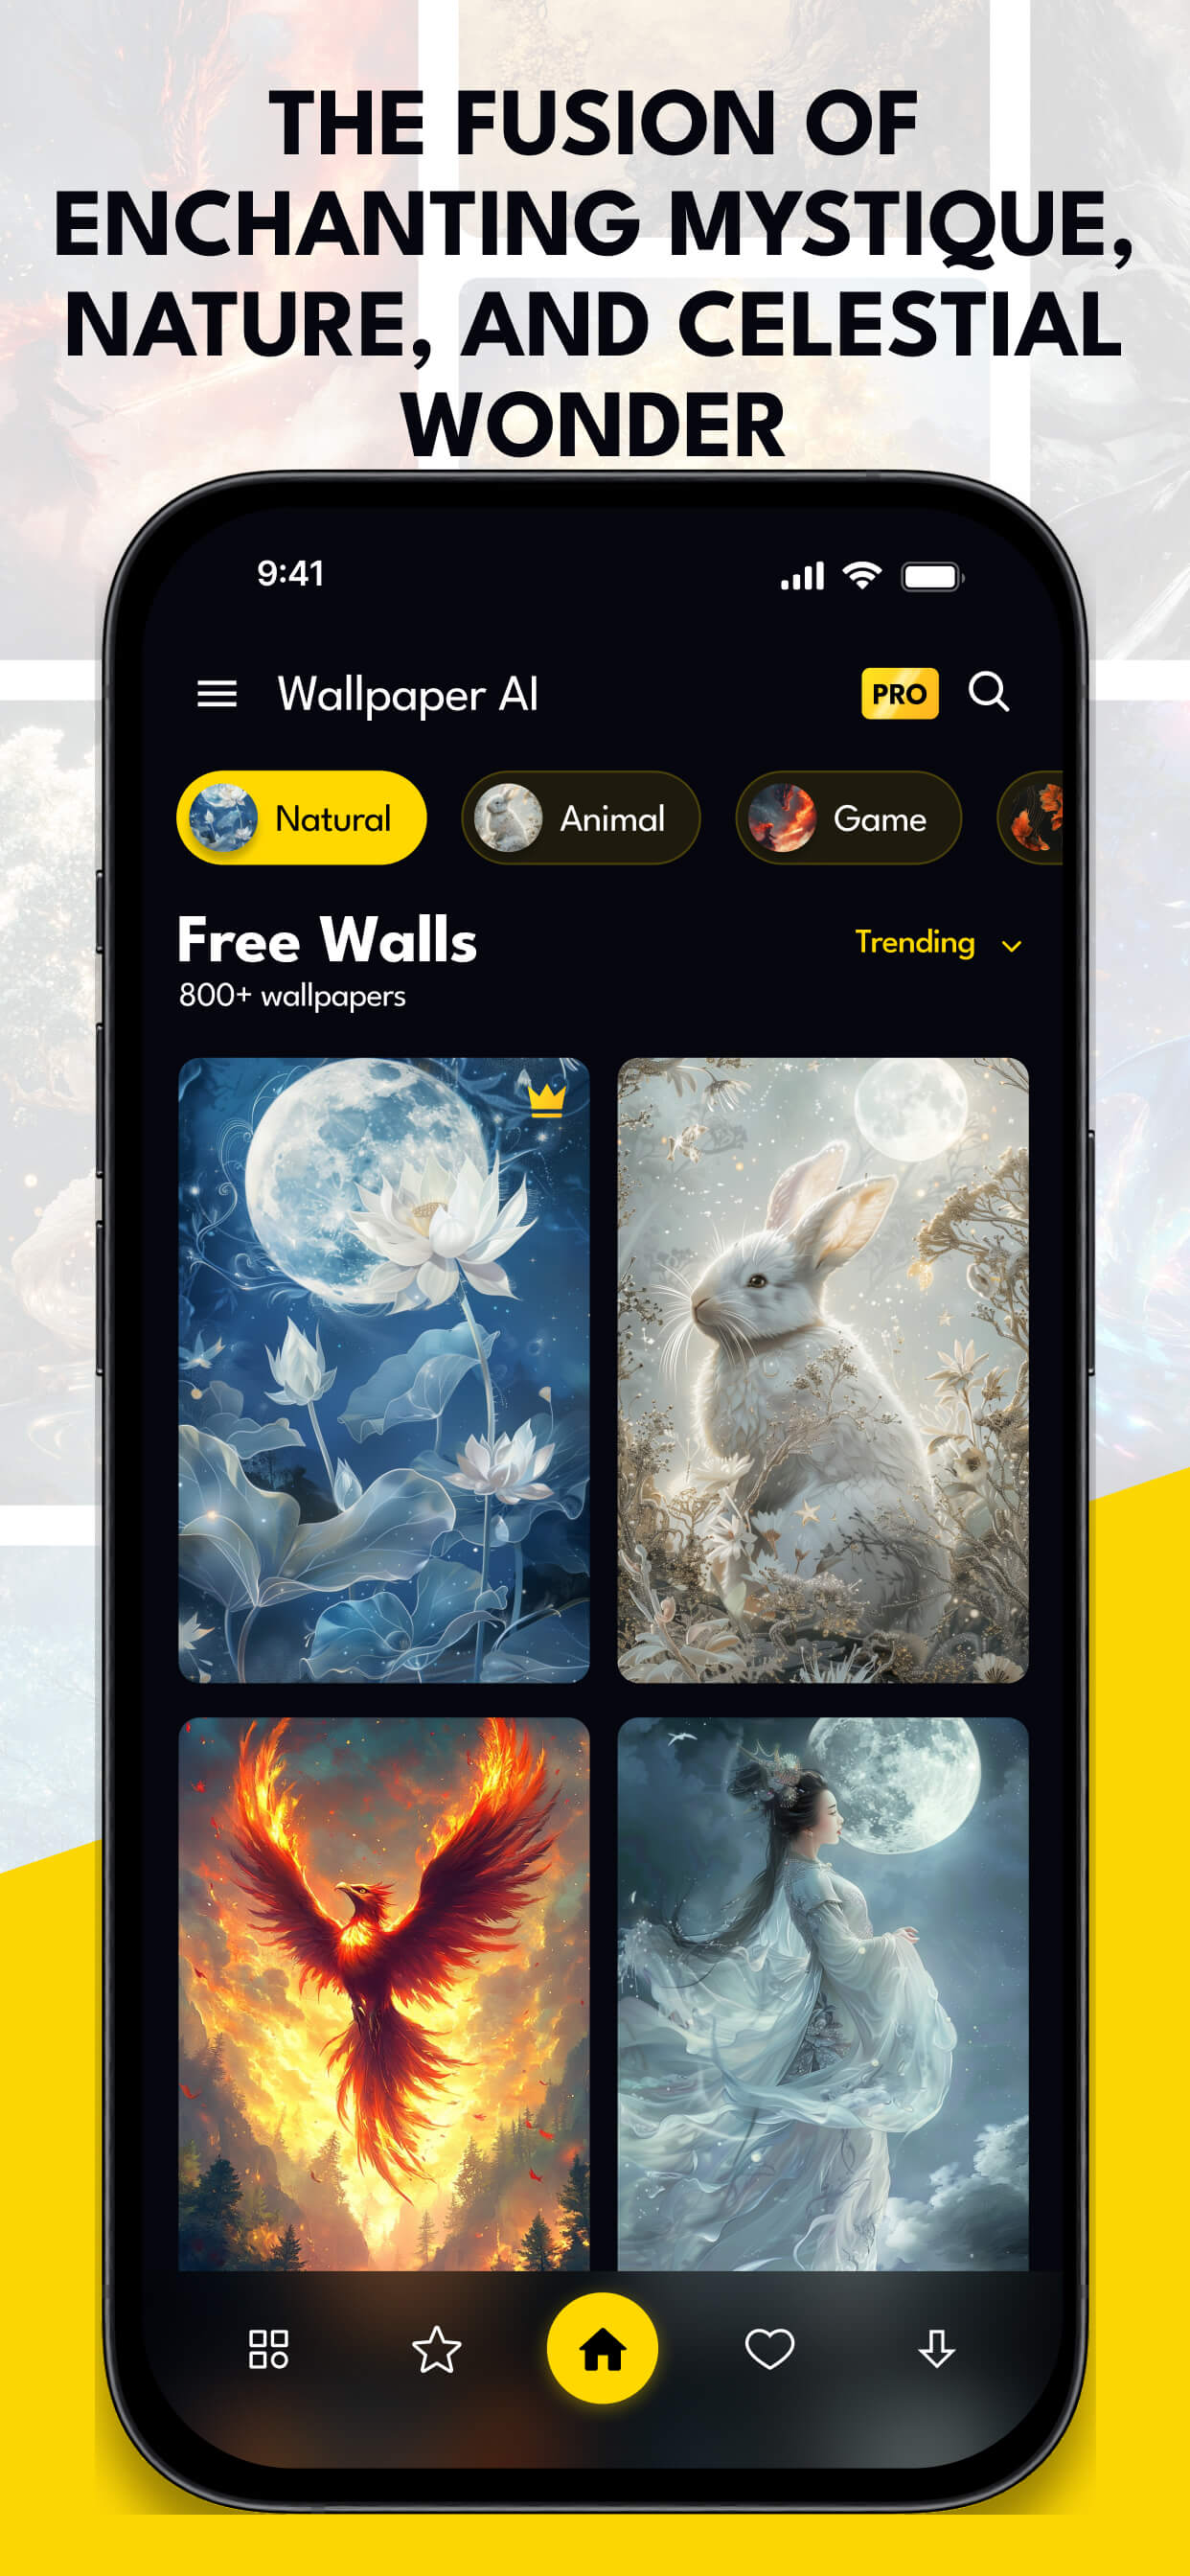 THE FUSION OF
ENCHANTING MYSTIQUE,
NATURE, AND CELESTIAL
WONDER
9:41
Wallpaper AI
PRO
Natural
Animal
Game
Free Walls
Trending
800+ wallpapers